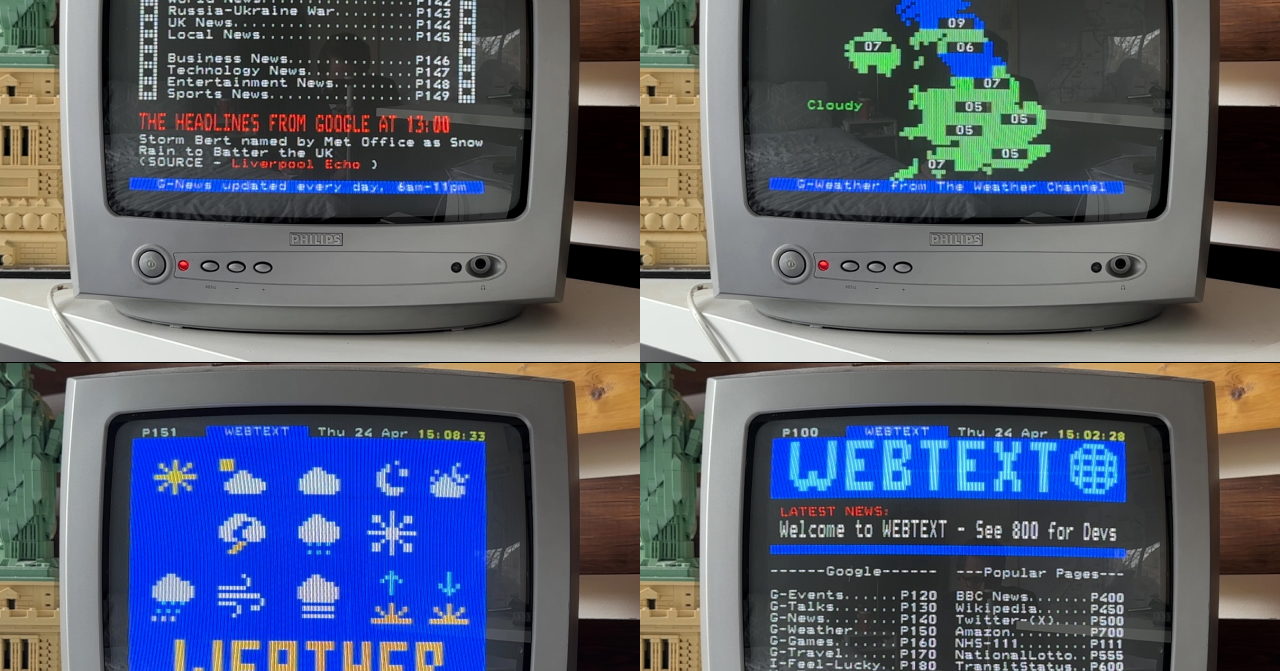 World News..............P142
Russia-Ukraine War.......P143
UK News.................P144
Local News..............P145
Business News...........P146
Technology News.........P147
Entertainment News......P148
Sports News.............P149
THE HEADLINES FROM GOOGLE AT 13:00
Storm Bert named by Met Office as Snow
Rain to Batter the UK
(SOURCE - Liverpool Echo )
G-News updated every day, 6am-11pm
PHILIPS
MENU - +
09
07
06
07
Cloudy
05
05
05
05
07
G-Weather from The Weather Channel
PHILIPS
P151 WEBTEXT Thu 24 Apr 15:08:33
WEATHER
P100 WEBTEXT Thu 24 Apr 15:02:28
WEBTEXT
LATEST NEWS:
Welcome to WEBTEXT - See 800 for Devs
------Google------- ---Popular Pages---
G-Events......P120 BBC News.......P400
G-Talks.......P130 Wikipedia......P450
G-News........P140 Twitter-(X)....P500
G-Weather.....P150 Amazon.........P700
G-Games.......P160 NHS-111........P111
G-Travel......P170 NationalLotto..P555
I-Feel-Lucky..P180 TransitStatus..P600